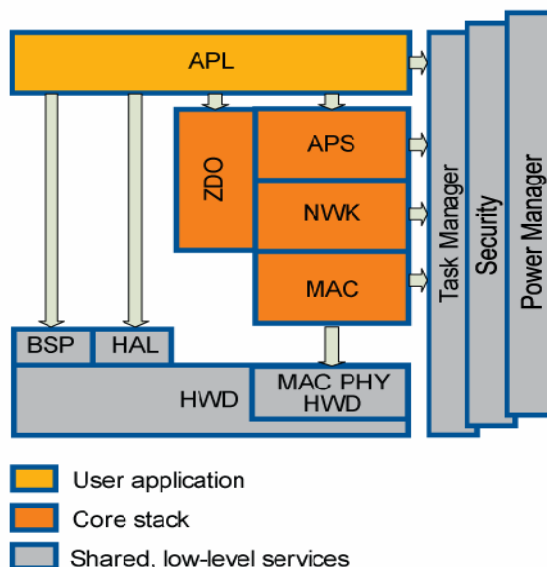 APL
ZDO
APS
NWK
MAC
Task Manager
Security
Power Manager
BSP
HAL
HWD
MAC PHY
HWD
User application
Core stack
Shared, low-level services